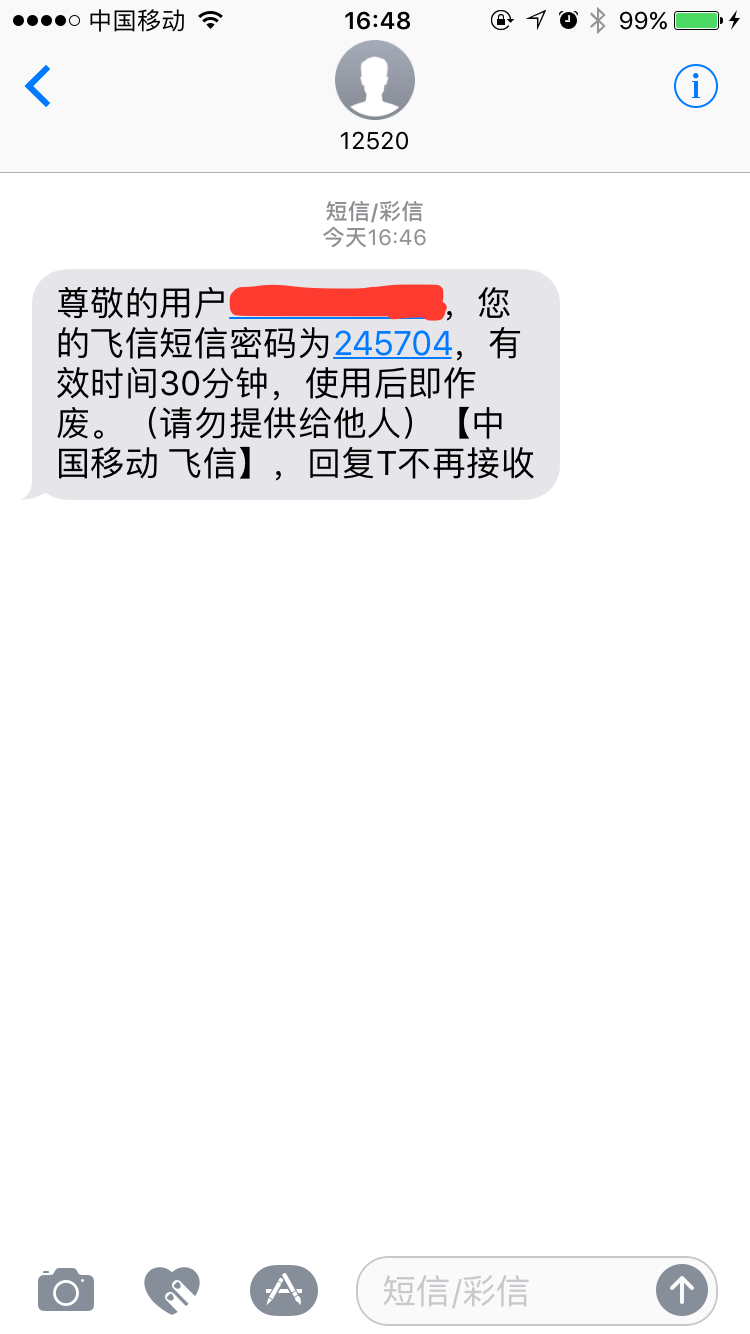 中国移动 16:48 99%
12520
短信/彩信
今天16:46
尊敬的用户 ，您
的飞信短信密码为245704，有
效时间30分钟，使用后即作
废。（请勿提供给他人）【中
国移动 飞信】，回复T不再接收
短信/彩信